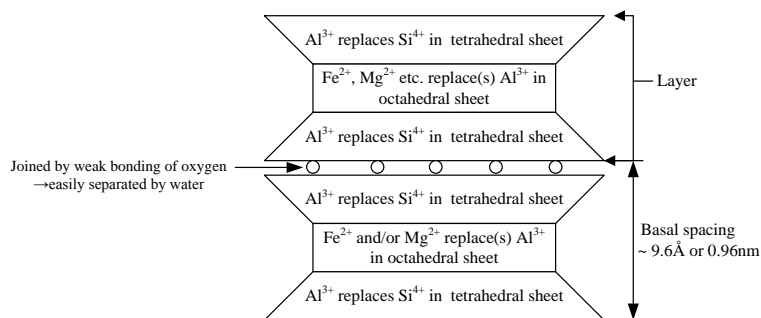 Al³⁺ replaces Si⁴⁺ in tetrahedral sheet
Fe²⁺, Mg²⁺ etc. replace(s) Al³⁺ in
octahedral sheet
Layer
Al³⁺ replaces Si⁴⁺ in tetrahedral sheet
Joined by weak bonding of oxygen
→easily separated by water
Al³⁺ replaces Si⁴⁺ in tetrahedral sheet
Fe²⁺ and/or Mg²⁺ replace(s) Al³⁺
in octahedral sheet
Basal spacing
~ 9.6Å or 0.96nm
Al³⁺ replaces Si⁴⁺ in tetrahedral sheet